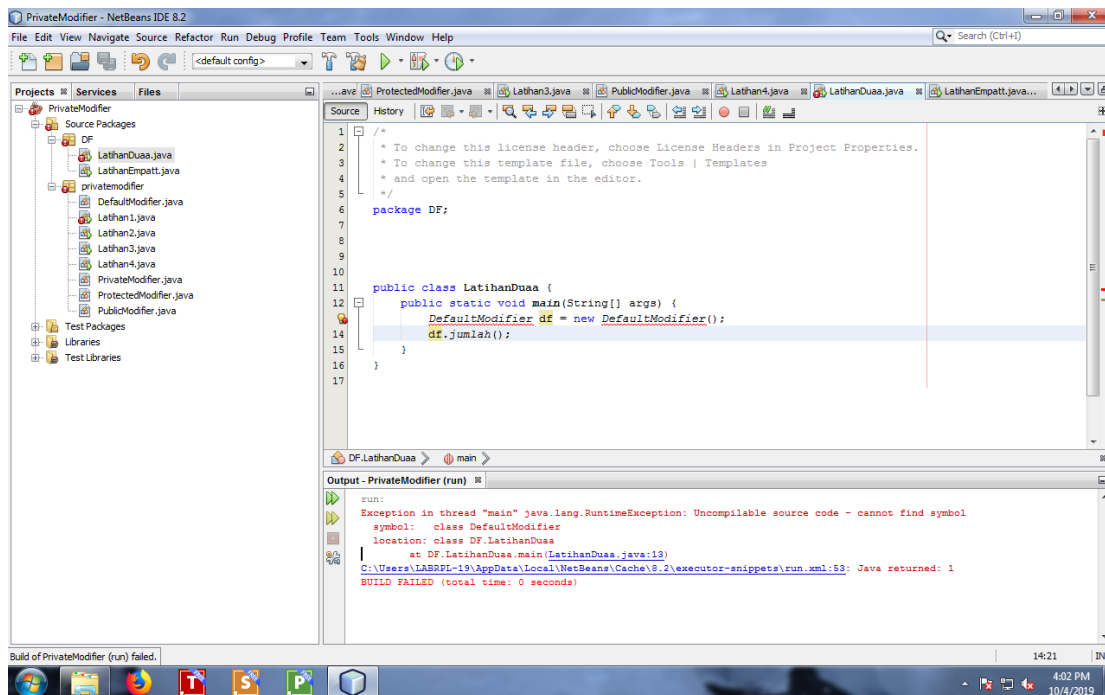 PrivateModifier - NetBeans IDE 8.2
File Edit View Navigate Source Refactor Run Debug Profile Team Tools Window Help
Search (Ctrl+I)
<default config>
Projects Services Files
...ava ProtectedModifier.java Latihan3.java PublicModifier.java Latihan4.java LatihanDuaa.java LatihanEmpatt.java...
Source History
PrivateModifier
Source Packages
DF
LatihanDuaa.java
LatihanEmpatt.java
privatemodifier
DefaultModifier.java
Latihan1.java
Latihan2.java
Latihan3.java
Latihan4.java
PrivateModifier.java
ProtectedModifier.java
PublicModifier.java
Test Packages
Libraries
Test Libraries
1 /*
2 * To change this license header, choose License Headers in Project Properties.
3 * To change this template file, choose Tools | Templates
4 * and open the template in the editor.
5 */
6 package DF;
7
8
9
10
11 public class LatihanDuaa {
12 public static void main(String[] args) {
DefaultModifier df = new DefaultModifier();
14 df.jumlah();
15 }
16 }
17
DF.LatihanDuaa main
Output - PrivateModifier (run)
run:
Exception in thread "main" java.lang.RuntimeException: Uncompilable source code - cannot find symbol
symbol: class DefaultModifier
location: class DF.LatihanDuaa
at DF.LatihanDuaa.main(LatihanDuaa.java:13)
C:\Users\LABRPL-19\AppData\Local\NetBeans\Cache\8.2\executor-snippets\run.xml:53: Java returned: 1
BUILD FAILED (total time: 0 seconds)
Build of PrivateModifier (run) failed.
14:21 IN
T S P
4:02 PM
10/4/2019